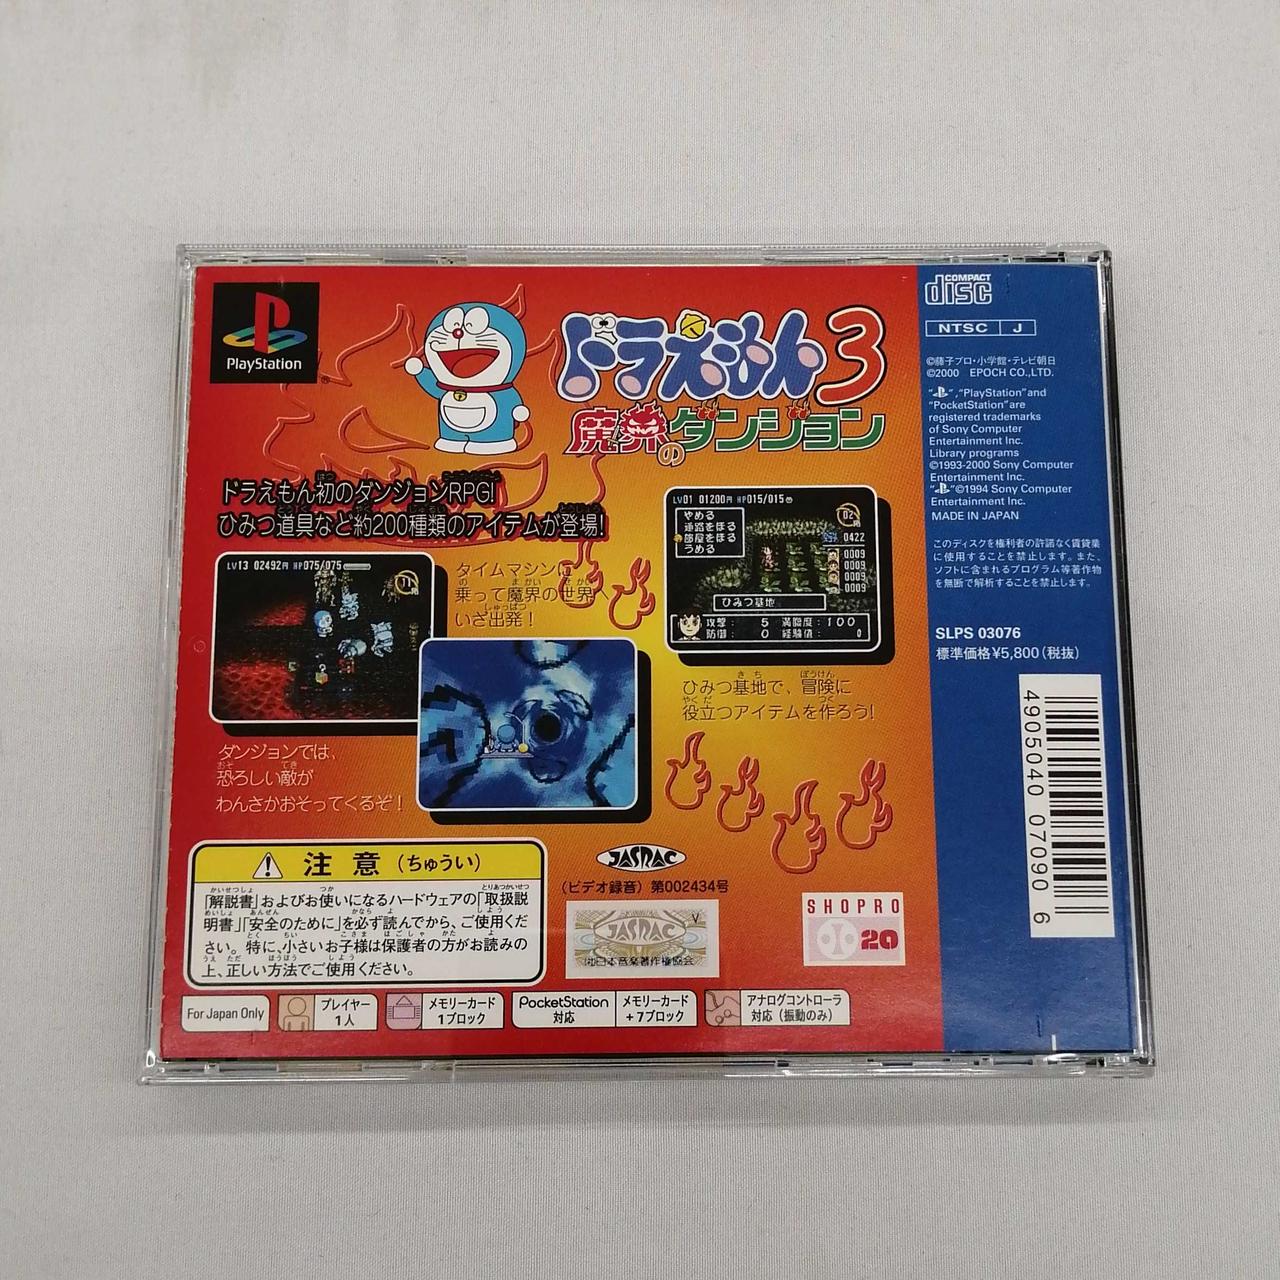 PlayStation
ドラえもん3
魔界のダンジョン
ドラえもん初のダンジョンRPG!
ひみつ道具など約200種類のアイテムが登場!
LV13 02492円 HP075/075
タイムマシンに
乗って魔界の世界へ
いざ出発!
ダンジョンでは、
恐ろしい敵が
わんさかおそってくるぞ!
LV01 01200円 HP015/015
やめる
通路をほる
部屋をほる
うめる
0422
0009
0009
0009
0009
ひみつ基地
攻撃: 5 満腹度:100
防御: 0 経験値: 0
ひみつ基地で、冒険に
役立つアイテムを作ろう!
注意(ちゅうい)
「解説書」およびお使いになるハードウェアの「取扱説
明書」「安全のために」を必ず読んでから、ご使用くだ
さい。特に、小さいお子様は保護者の方がお読みの
上、正しい方法でご使用ください。
JASRAC
(ビデオ録音)第002434号
JASRAC
V
SHOPRO
20
For Japan Only
プレイヤー
1人
メモリーカード
1ブロック
PocketStation
対応
メモリーカード
+7ブロック
アナログコントローラ
対応(振動のみ)
COMPACT
disc
NTSC J
©藤子プロ・小学館・テレビ朝日
©2000 EPOCH CO.,LTD.
" ","PlayStation"and
"PocketStation"are
registered trademarks
of Sony Computer
Entertainment Inc.
Library programs
©1993-2000 Sony Computer
Entertainment Inc.
" "©1994 Sony Computer
Entertainment Inc.
MADE IN JAPAN
このディスクを権利者の許諾なく賃貸業
に使用することを禁止します。また、
ソフトに含まれるプログラム等著作物
を無断で解析することを禁止します。
SLPS 03076
標準価格¥5,800(税抜)
4905040 07090 6